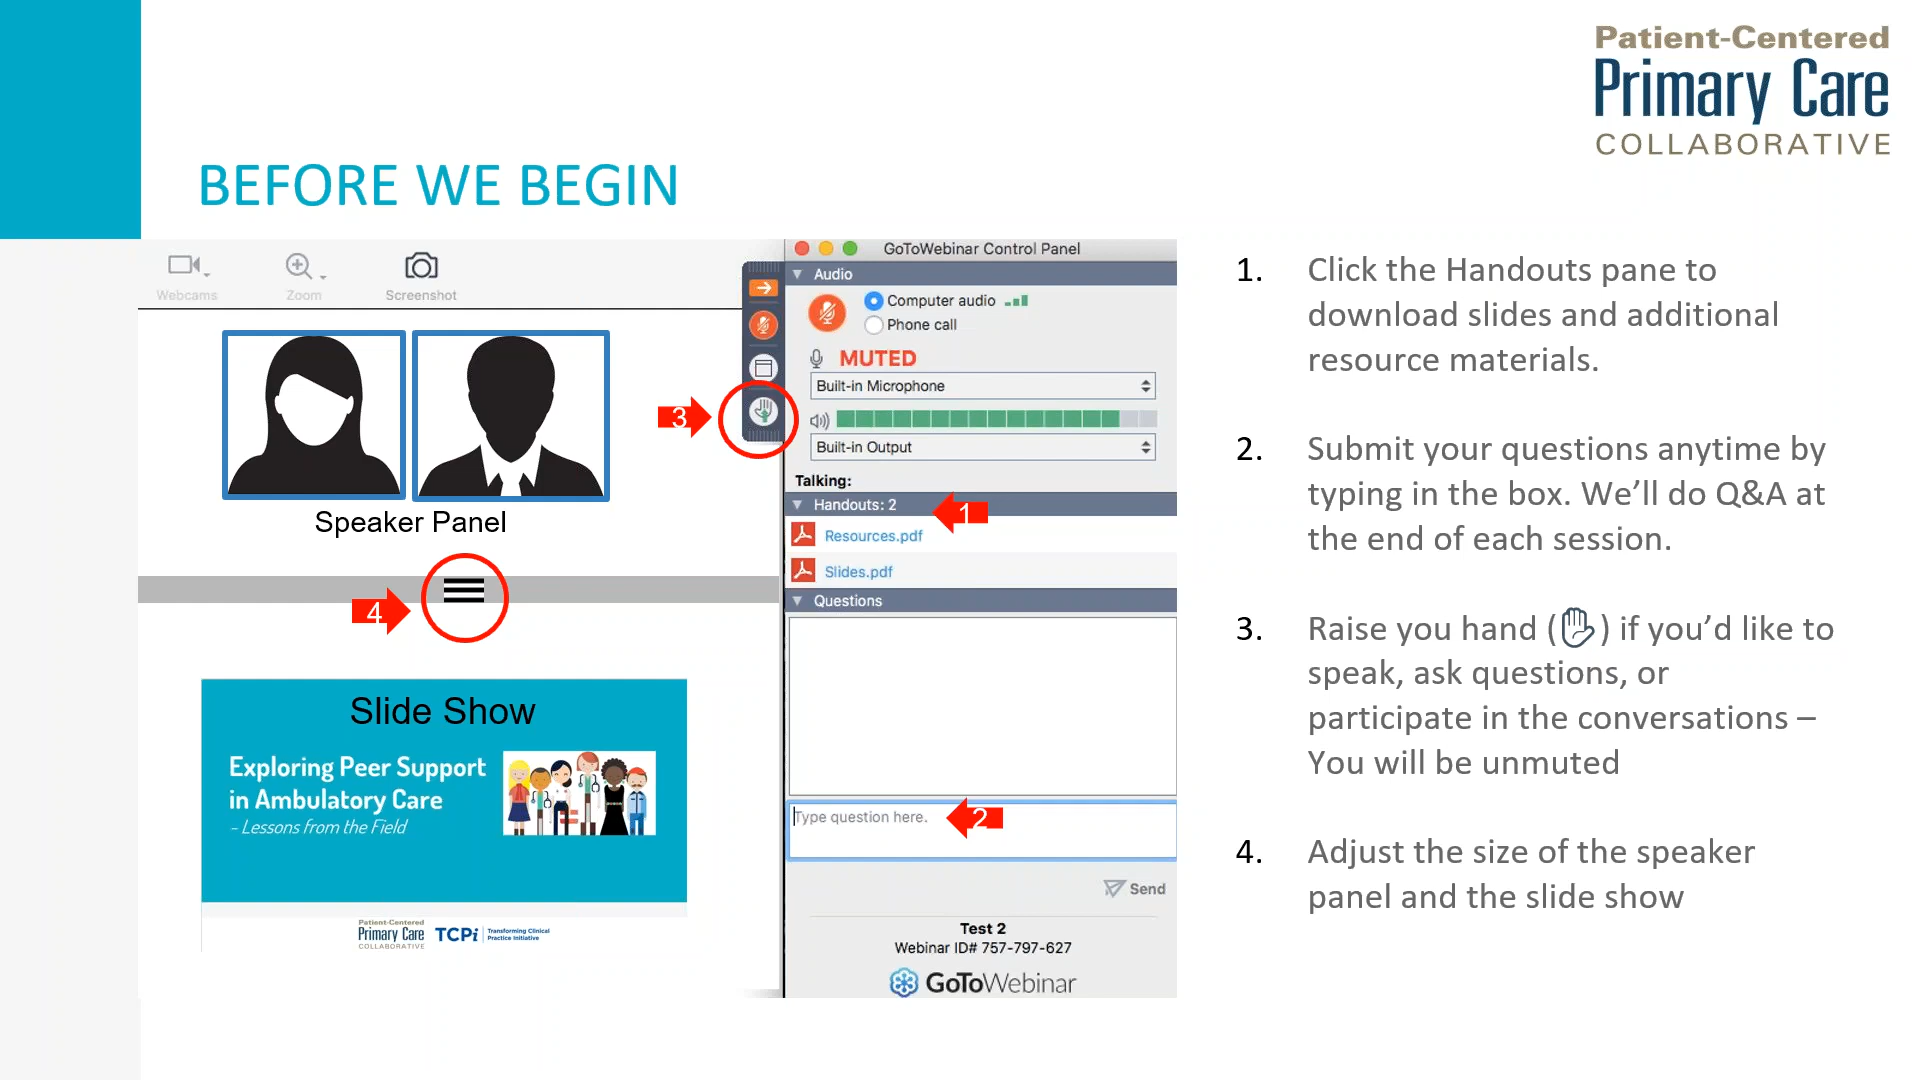 Patient-Centered
Primary Care
COLLABORATIVE
BEFORE WE BEGIN
Webcams
Zoom
Screenshot
Speaker Panel
3
4
Slide Show
Exploring Peer Support
in Ambulatory Care
- Lessons from the Field
Patient-Centered
Primary Care
COLLABORATIVE
TCPi
Transforming Clinical
Practice Initiative
GoToWebinar Control Panel
Audio
Computer audio
Phone call
MUTED
Built-in Microphone
Built-in Output
Talking:
Handouts: 2
1
Resources.pdf
Slides.pdf
Questions
Type question here.
2
Send
Test 2
Webinar ID# 757-797-627
GoToWebinar
1. Click the Handouts pane to
download slides and additional
resource materials.
2. Submit your questions anytime by
typing in the box. We’ll do Q&A at
the end of each session.
3. Raise you hand ( ) if you’d like to
speak, ask questions, or
participate in the conversations –
You will be unmuted
4. Adjust the size of the speaker
panel and the slide show